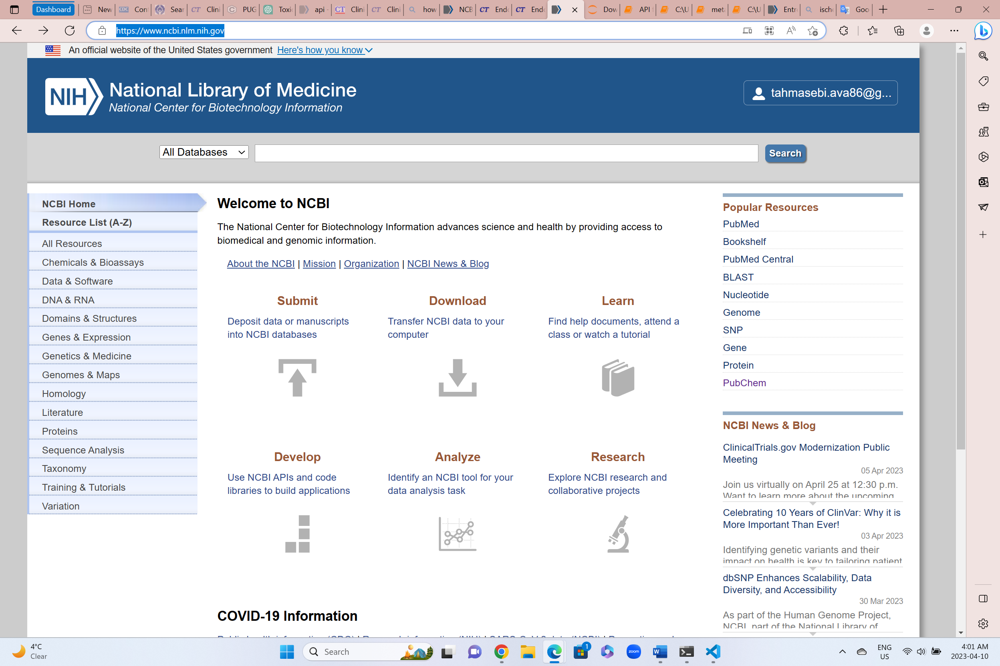 Dashboard
New
CDC Con
Sear
CT Clini
PUG
Toxi
api -
CT Clini
CT Clini
how
NCB
CT Endo
CT Endo
Dow
API
C:\U
met
C:\U
Entr
isch
Goo
https://www.ncbi.nlm.nih.gov
An official website of the United States government Here's how you know
NIH National Library of Medicine
National Center for Biotechnology Information
tahmasebi.ava86@g...
All Databases
Search
NCBI Home
Resource List (A-Z)
All Resources
Chemicals & Bioassays
Data & Software
DNA & RNA
Domains & Structures
Genes & Expression
Genetics & Medicine
Genomes & Maps
Homology
Literature
Proteins
Sequence Analysis
Taxonomy
Training & Tutorials
Variation
Welcome to NCBI
The National Center for Biotechnology Information advances science and health by providing access to
biomedical and genomic information.
About the NCBI | Mission | Organization | NCBI News & Blog
Submit
Deposit data or manuscripts
into NCBI databases
Download
Transfer NCBI data to your
computer
Learn
Find help documents, attend a
class or watch a tutorial
Develop
Use NCBI APIs and code
libraries to build applications
Analyze
Identify an NCBI tool for your
data analysis task
Research
Explore NCBI research and
collaborative projects
COVID-19 Information
Popular Resources
PubMed
Bookshelf
PubMed Central
BLAST
Nucleotide
Genome
SNP
Gene
Protein
PubChem
NCBI News & Blog
ClinicalTrials.gov Modernization Public
Meeting
05 Apr 2023
Join us virtually on April 25 at 12:30 p.m.
Want to learn more about the upcoming
Celebrating 10 Years of ClinVar: Why it is
More Important Than Ever!
03 Apr 2023
Identifying genetic variants and their
impact on health is key to tailoring patient
dbSNP Enhances Scalability, Data
Diversity, and Accessibility
30 Mar 2023
As part of the Human Genome Project,
NCBI, part of the National Library of
4°C
Clear
Search
1
zoom
ENG
US
4:01 AM
2023-04-10